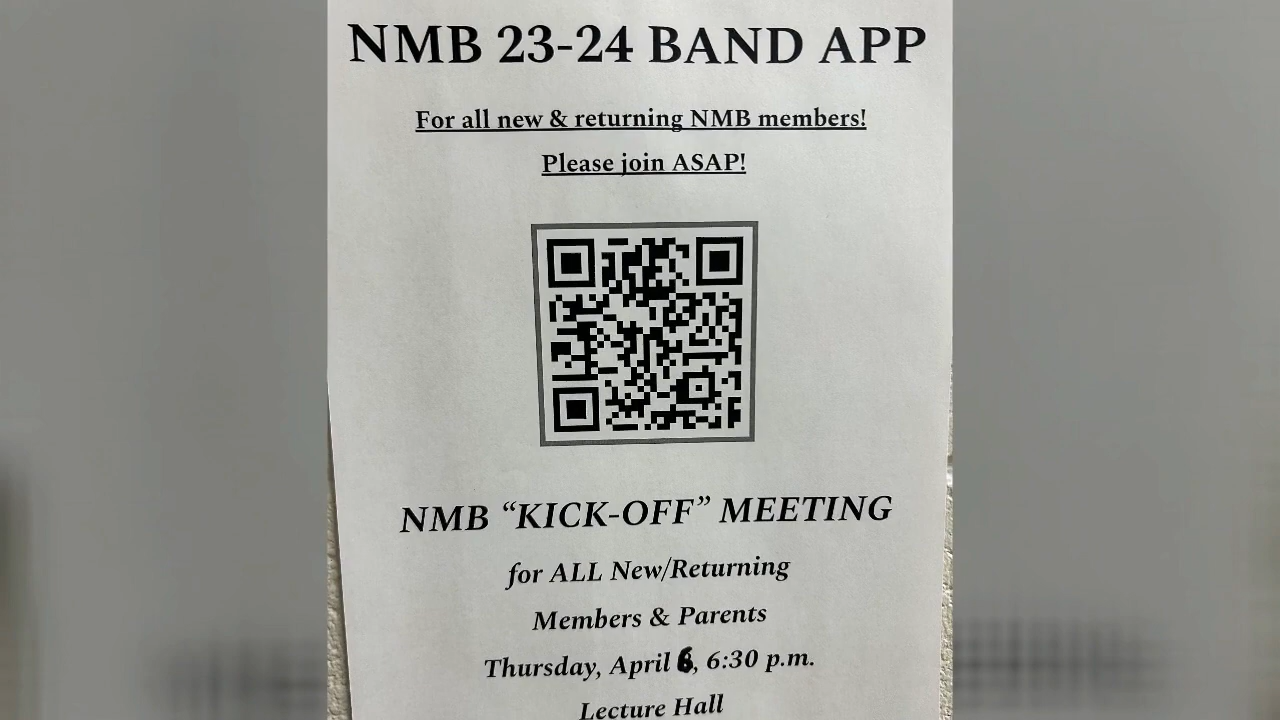 NMB 23-24 BAND APP
For all new & returning NMB members!
Please join ASAP!
NMB “KICK-OFF” MEETING
for ALL New/Returning
Members & Parents
Thursday, April 6, 6:30 p.m.
Lecture Hall